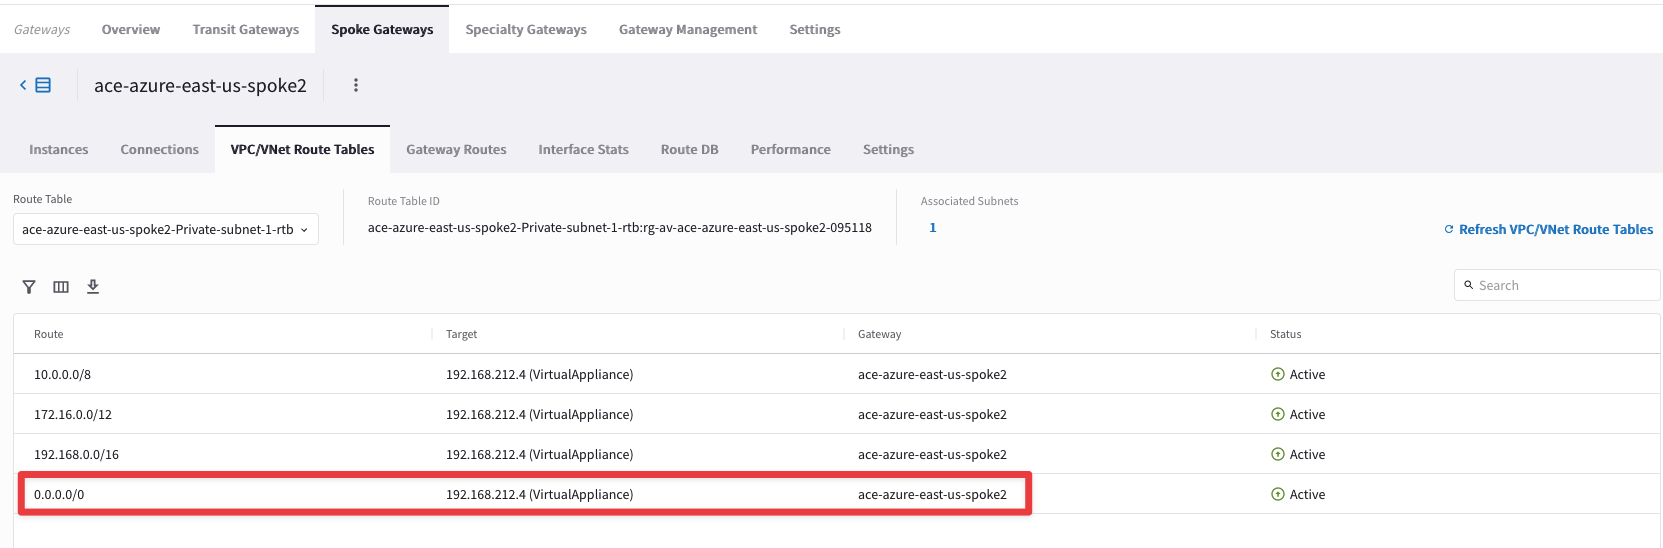 Gateways Overview Transit Gateways Spoke Gateways Specialty Gateways Gateway Management Settings
ace-azure-east-us-spoke2
Instances Connections VPC/VNet Route Tables Gateway Routes Interface Stats Route DB Performance Settings
Route Table Route Table ID Associated Subnets
ace-azure-east-us-spoke2-Private-subnet-1-rtb ace-azure-east-us-spoke2-Private-subnet-1-rtb:rg-av-ace-azure-east-us-spoke2-095118 1 Refresh VPC/VNet Route Tables
Search
Route Target Gateway Status
10.0.0.0/8 192.168.212.4 (VirtualAppliance) ace-azure-east-us-spoke2 Active
172.16.0.0/12 192.168.212.4 (VirtualAppliance) ace-azure-east-us-spoke2 Active
192.168.0.0/16 192.168.212.4 (VirtualAppliance) ace-azure-east-us-spoke2 Active
0.0.0.0/0 192.168.212.4 (VirtualAppliance) ace-azure-east-us-spoke2 Active